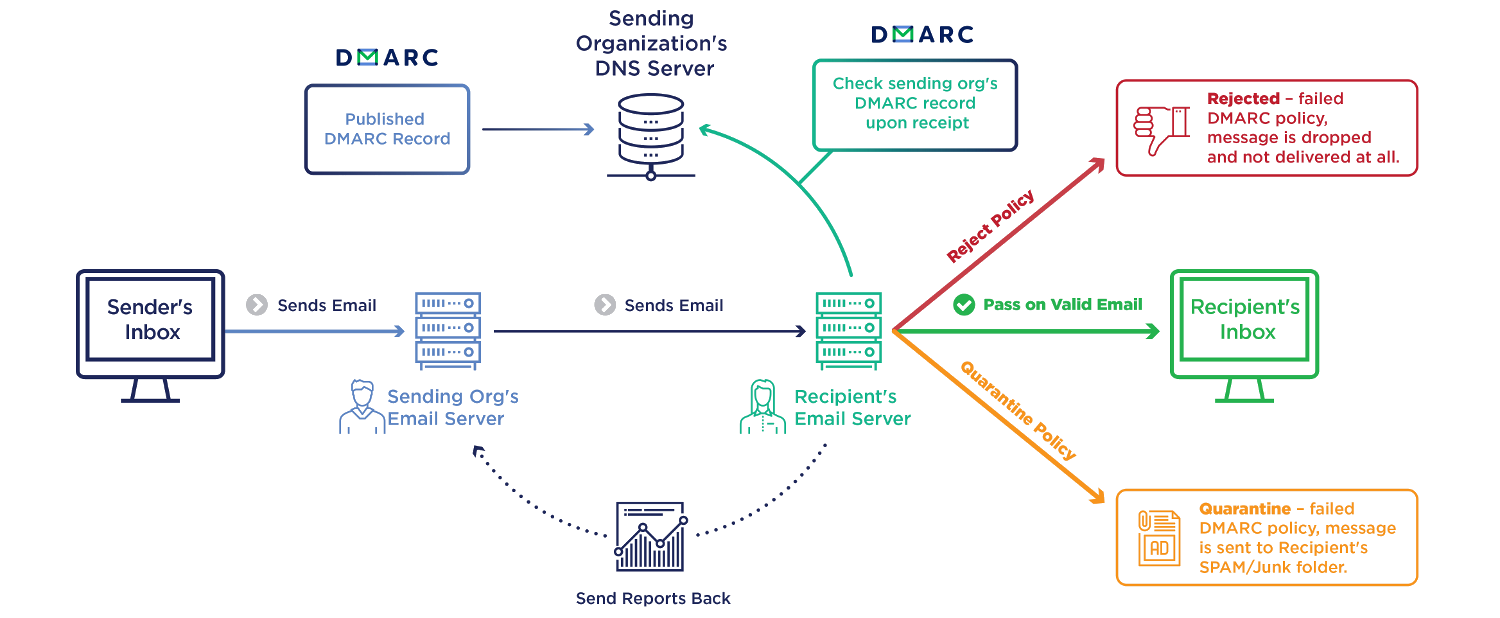 Sending
Organization's
DNS Server
DMARC
Published
DMARC Record
DMARC
Check sending org's
DMARC record
upon receipt
Rejected – failed
DMARC policy,
message is dropped
and not delivered at all.
Reject Policy
Sender's
Inbox
Sends Email
Sending Org's
Email Server
Sends Email
Recipient's
Email Server
Pass on Valid Email
Recipient's
Inbox
Quarantine Policy
Quarantine – failed
DMARC policy, message
is sent to Recipient's
SPAM/Junk folder.
AD
Send Reports Back